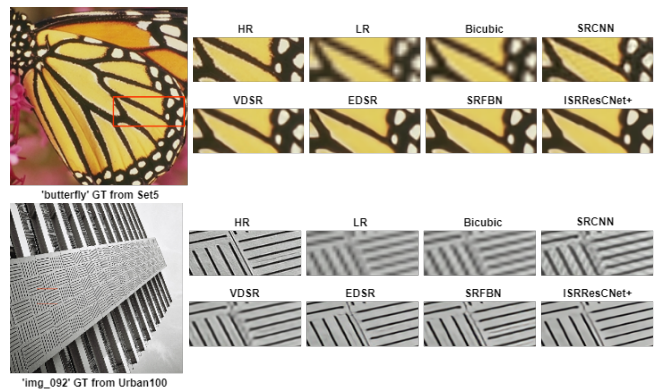 HR LR Bicubic SRCNN
VDSR EDSR SRFBN ISRResCNet+
'butterfly' GT from Set5
HR LR Bicubic SRCNN
VDSR EDSR SRFBN ISRResCNet+
'img_092' GT from Urban100